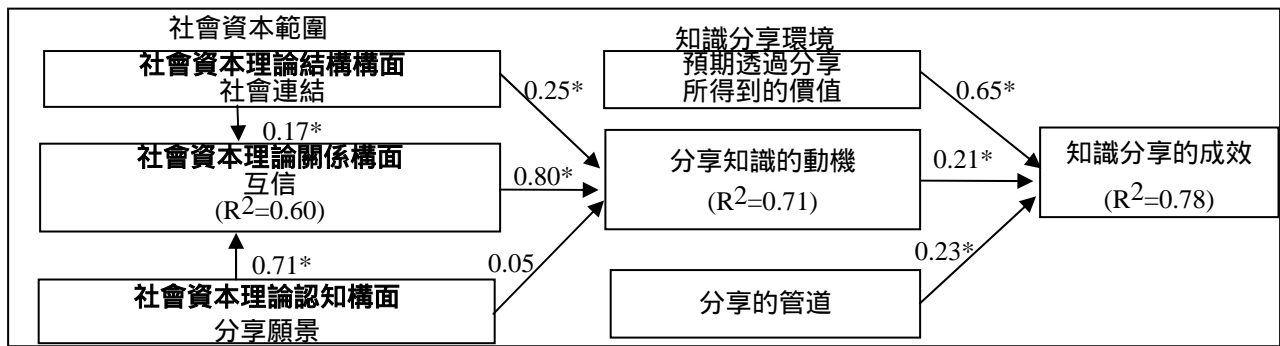 社會資本範圍
社會資本理論結構構面
社會連結
0.17*
社會資本理論關係構面
互信
(R²=0.60)
0.71*
社會資本理論認知構面
分享願景
0.25*
0.80*
0.05
知識分享環境
預期透過分享
所得到的價值
分享知識的動機
(R²=0.71)
分享的管道
0.65*
0.21*
0.23*
知識分享的成效
(R²=0.78)